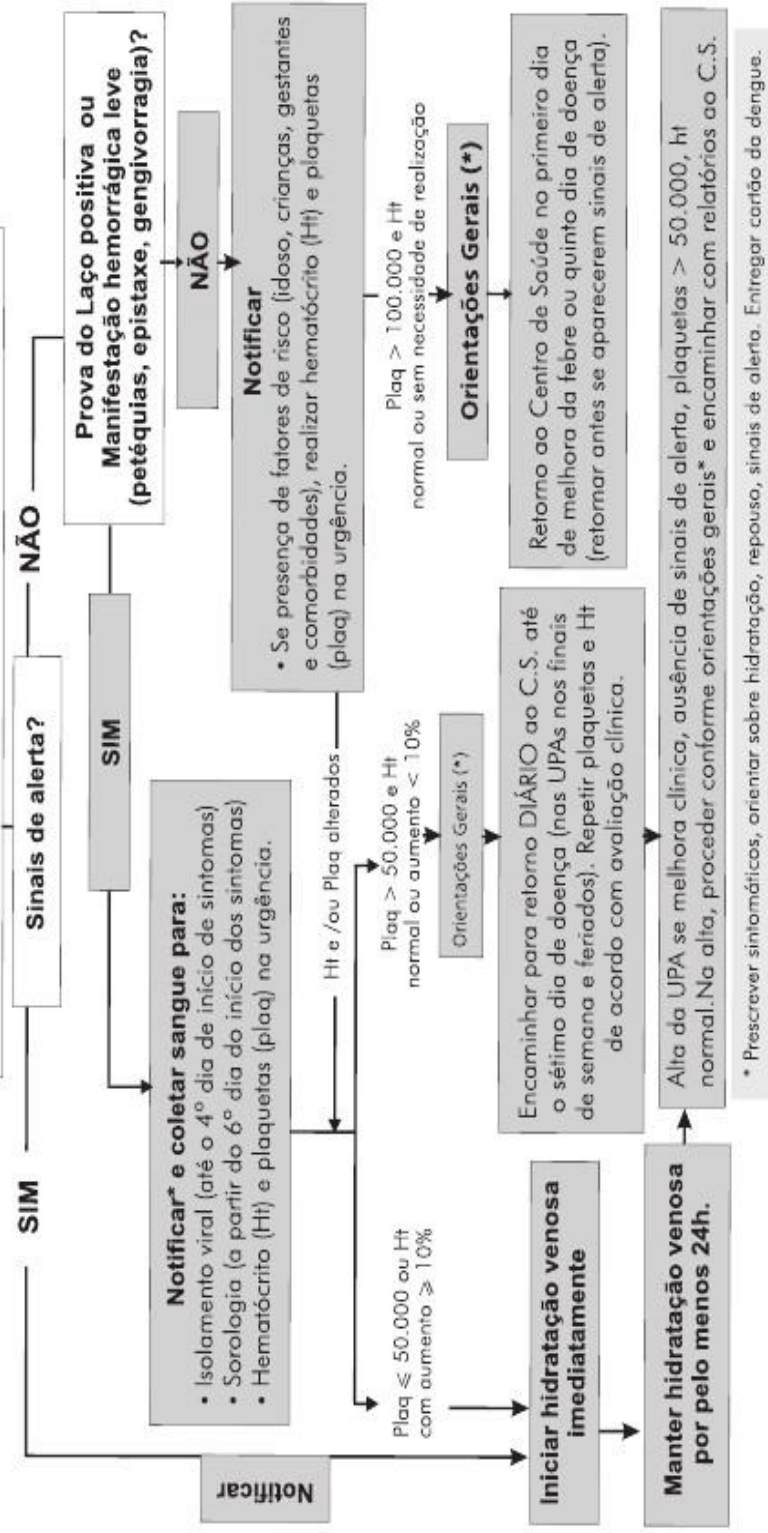 Sinais de alerta?
SIM
NÃO
Prova do Laço positiva ou
Manifestação hemorrágica leve
(petéquias, epistaxe, gengivorragia)?
SIM
NÃO
Notificar
Notificar* e coletar sangue para:
• Isolamento viral (até o 4º dia de início de sintomas)
• Sorologia (a partir do 6º dia do início dos sintomas)
• Hematócrito (Ht) e plaquetas (plaq) na urgência.
Notificar
• Se presença de fatores de risco (idoso, crianças, gestantes
e comorbidades), realizar hematócrito (Ht) e plaquetas
(plaq) na urgência.
Ht e /ou Plaq alterados
Plaq ⩽ 50.000 ou Ht
com aumento ⩾ 10%
Plaq > 50.000 e Ht
normal ou aumento < 10%
Plaq > 100.000 e Ht
normal ou sem necessidade de realização
Orientações Gerais (*)
Orientações Gerais (*)
Iniciar hidratação venosa
imediatamente
Encaminhar para retorno DIÁRIO ao C.S. até
o sétimo dia de doença (nas UPAs nos finais
de semana e feriados). Repetir plaquetas e Ht
de acordo com avaliação clínica.
Retorno ao Centro de Saúde no primeiro dia
de melhora da febre ou quinto dia de doença
(retornar antes se aparecerem sinais de alerta).
Manter hidratação venosa
por pelo menos 24h.
Alta da UPA se melhora clínica, ausência de sinais de alerta, plaquetas > 50.000, ht
normal.Na alta, proceder conforme orientações gerais* e encaminhar com relatórios ao C.S.
* Prescrever sintomáticos, orientar sobre hidratação, repouso, sinais de alerta. Entregar cartão da dengue.